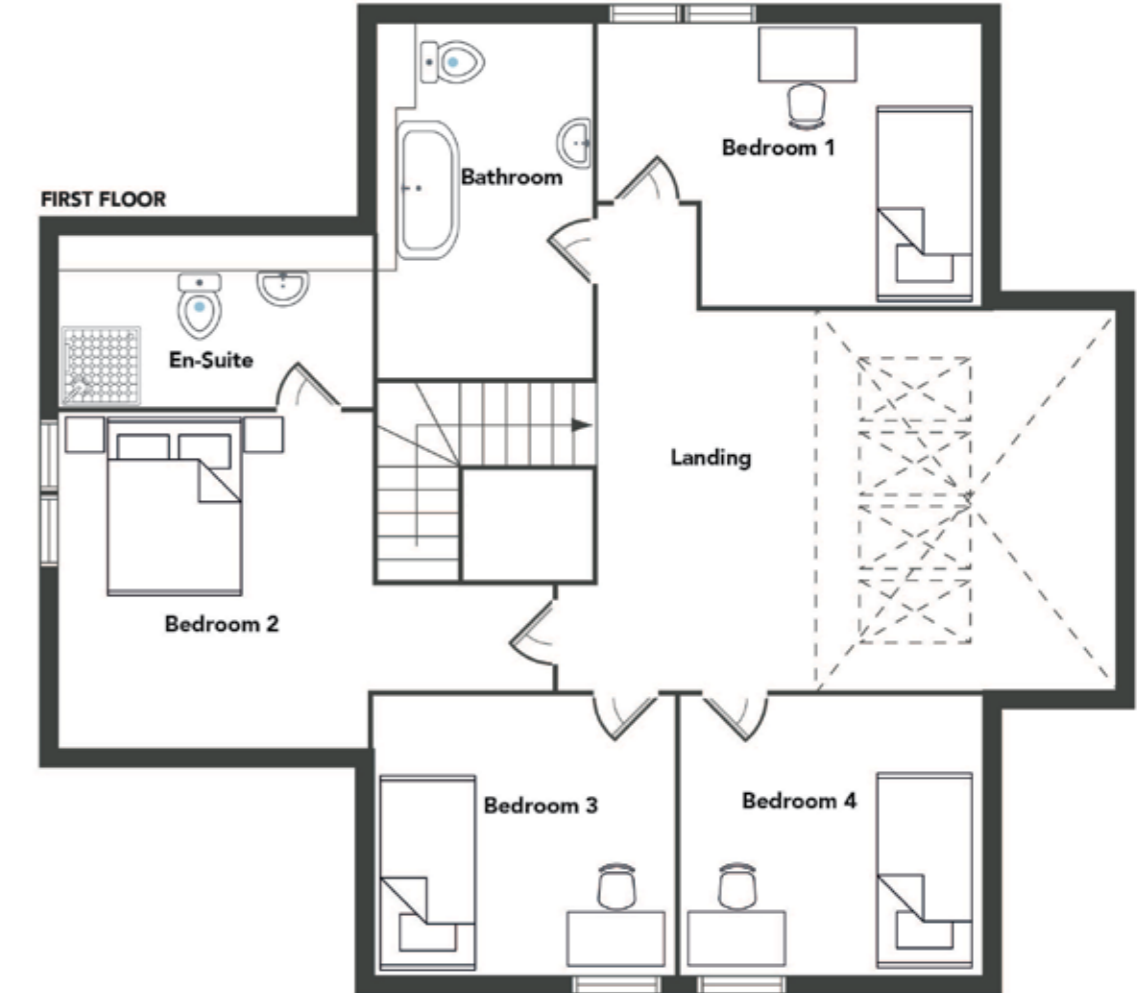 FIRST FLOOR
Bathroom
Bedroom 1
En-Suite
Landing
Bedroom 2
Bedroom 3
Bedroom 4